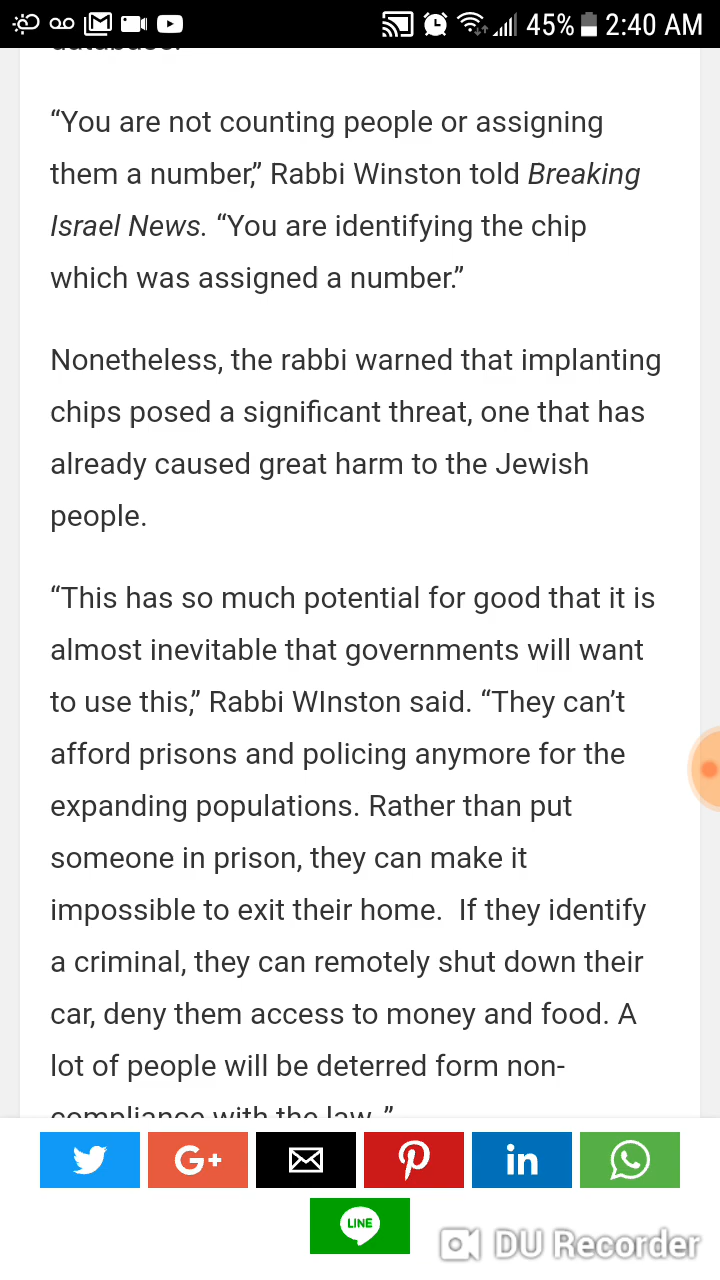 45% 2:40 AM
database.
“You are not counting people or assigning
them a number,” Rabbi Winston told Breaking
Israel News. “You are identifying the chip
which was assigned a number.”
Nonetheless, the rabbi warned that implanting
chips posed a significant threat, one that has
already caused great harm to the Jewish
people.
“This has so much potential for good that it is
almost inevitable that governments will want
to use this,” Rabbi WInston said. “They can’t
afford prisons and policing anymore for the
expanding populations. Rather than put
someone in prison, they can make it
impossible to exit their home.  If they identify
a criminal, they can remotely shut down their
car, deny them access to money and food. A
lot of people will be deterred form non-
compliance with the law. ”
G+ in
LINE
DU Recorder